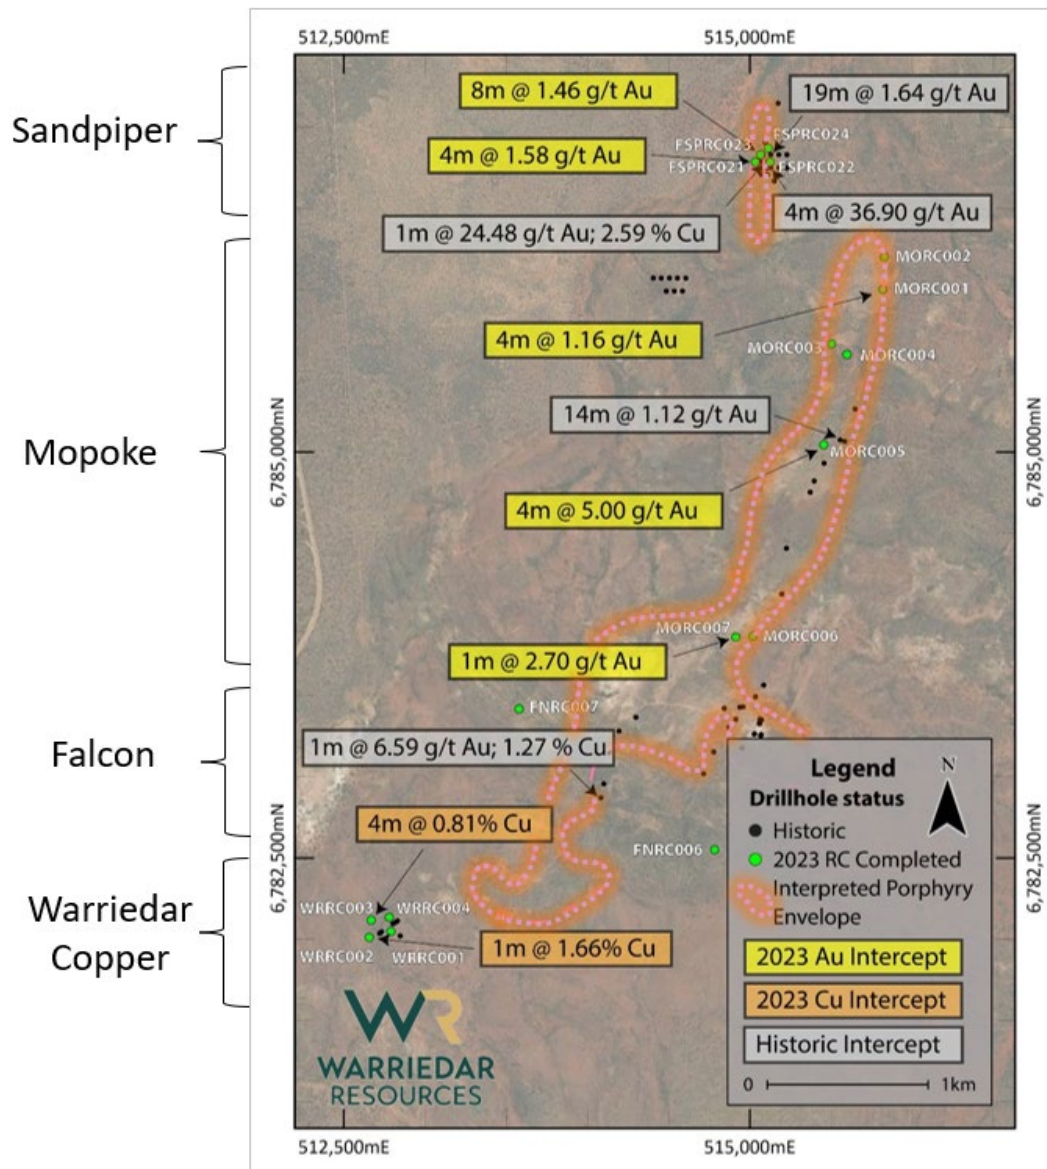 512,500mE
515,000mE
Sandpiper
8m @ 1.46 g/t Au
19m @ 1.64 g/t Au
FSPRC024
FSPRC023
4m @ 1.58 g/t Au
FSPRC021
FSPRC022
4m @ 36.90 g/t Au
1m @ 24.48 g/t Au; 2.59 % Cu
MORC002
MORC001
4m @ 1.16 g/t Au
MORC003
MORC004
Mopoke
14m @ 1.12 g/t Au
6,785,000mN
6,785,000mN
MORC005
4m @ 5.00 g/t Au
MORC007
MORC006
1m @ 2.70 g/t Au
FNRC007
Falcon
1m @ 6.59 g/t Au; 1.27 % Cu
4m @ 0.81% Cu
FNRC006
6,782,500mN
6,782,500mN
Warriedar
Copper
WRRC003
WRRC004
WRRC002
WRRC001
1m @ 1.66% Cu
WR
WARRIEDAR
RESOURCES
Legend
N
Drillhole status
Historic
2023 RC Completed
Interpreted Porphyry
Envelope
2023 Au Intercept
2023 Cu Intercept
Historic Intercept
0
1km
512,500mE
515,000mE